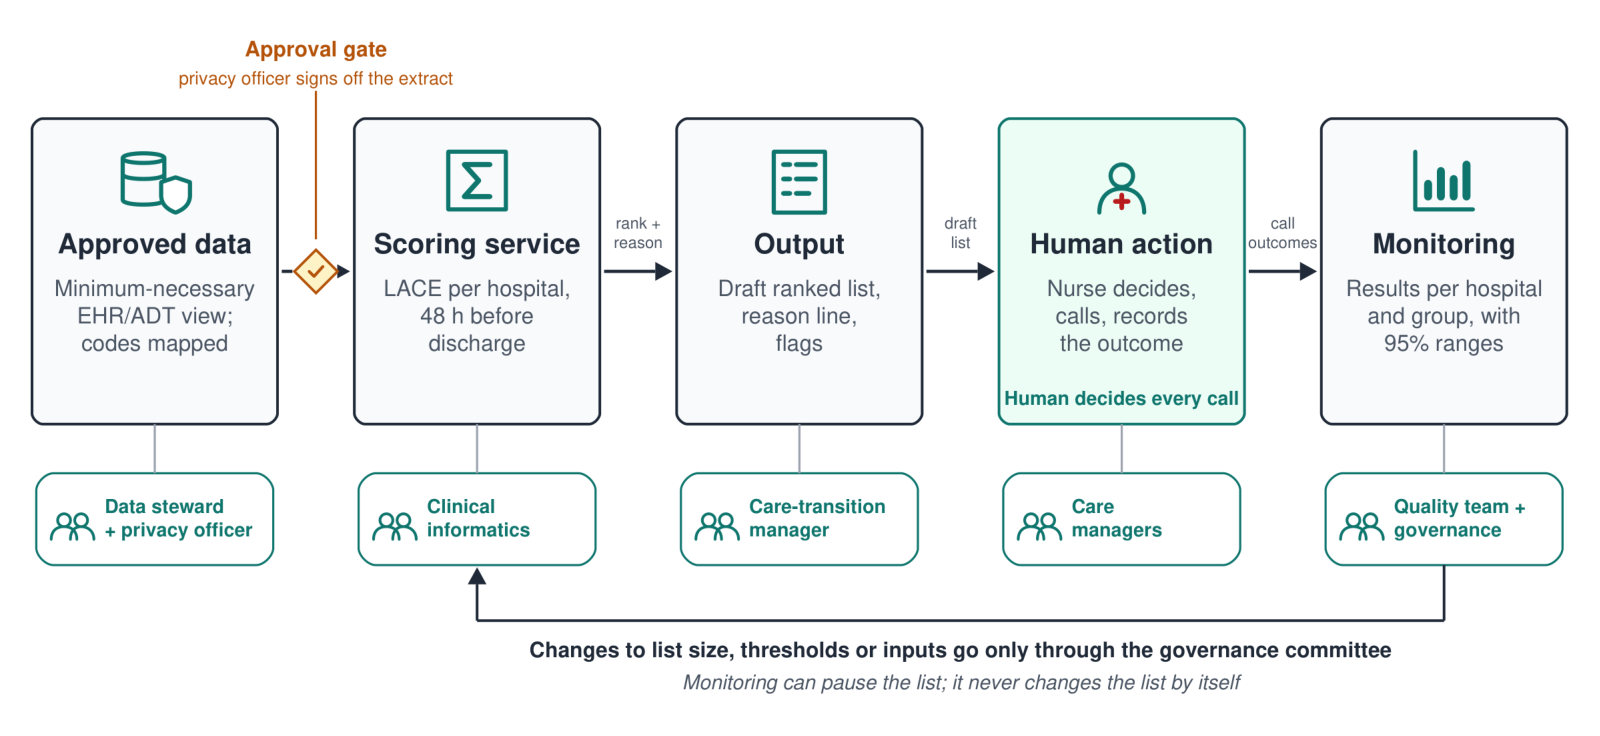 Approval gate
privacy officer signs off the extract
Approved data
Minimum-necessary
EHR/ADT view;
codes mapped
Σ
Scoring service
LACE per hospital,
48 h before
discharge
rank +
reason
Output
Draft ranked list,
reason line,
flags
draft
list
Human action
Nurse decides,
calls, records
the outcome
Human decides every call
call
outcomes
Monitoring
Results per hospital
and group, with
95% ranges
Data steward
+ privacy officer
Clinical
informatics
Care-transition
manager
Care
managers
Quality team +
governance
Changes to list size, thresholds or inputs go only through the governance committee
Monitoring can pause the list; it never changes the list by itself